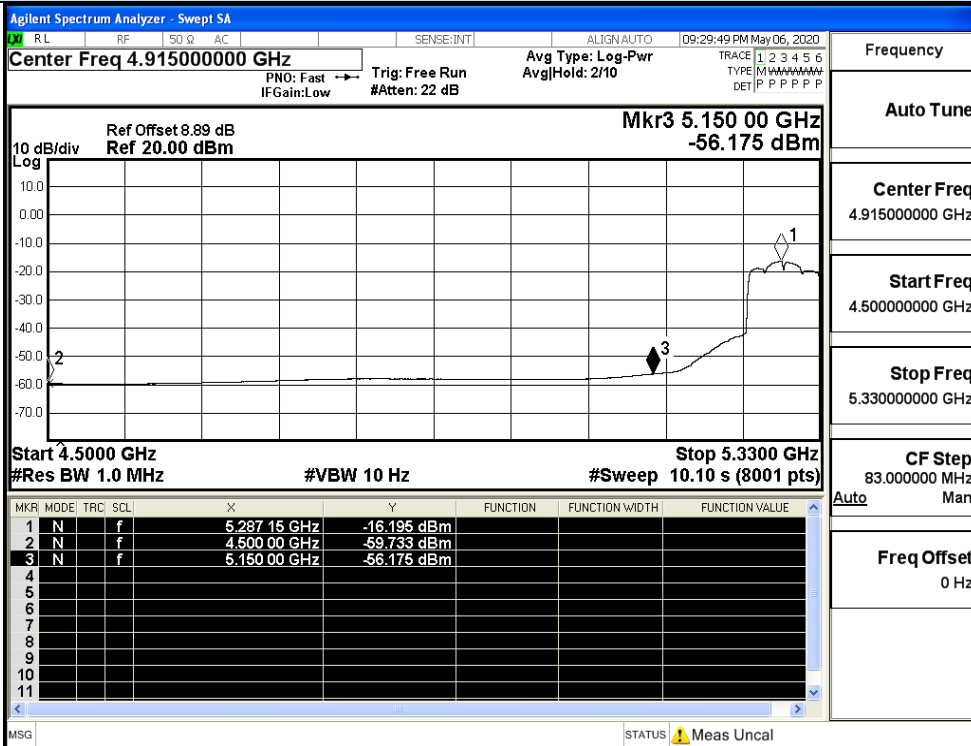 Agilent Spectrum Analyzer - Swept SA
LXI RL RF 50 Ω AC SENSE:INT ALIGN AUTO 09:29:49 PM May 06, 2020
Center Freq 4.915000000 GHz
PNO: Fast
IFGain:Low
Trig: Free Run
#Atten: 22 dB
Avg Type: Log-Pwr
Avg|Hold: 2/10
TRACE 1 2 3 4 5 6
TYPE M WWWWW
DET P P P P P P
Mkr3 5.150 00 GHz
-56.175 dBm
Ref Offset 8.89 dB
10 dB/div Ref 20.00 dBm
Log
10.0
0.00
-10.0
-20.0
-30.0
-40.0
-50.0
-60.0
-70.0
1
2
3
Start 4.5000 GHz Stop 5.3300 GHz
#Res BW 1.0 MHz #VBW 10 Hz #Sweep 10.10 s (8001 pts)
MKR MODE TRC SCL X Y FUNCTION FUNCTION WIDTH FUNCTION VALUE
1 N f 5.287 15 GHz -16.195 dBm
2 N f 4.500 00 GHz -59.733 dBm
3 N f 5.150 00 GHz -56.175 dBm
4
5
6
7
8
9
10
11
MSG STATUS Meas Uncal
Frequency
Auto Tune
Center Freq
4.915000000 GHz
Start Freq
4.500000000 GHz
Stop Freq
5.330000000 GHz
CF Step
83.000000 MHz
Auto Man
Freq Offset
0 Hz